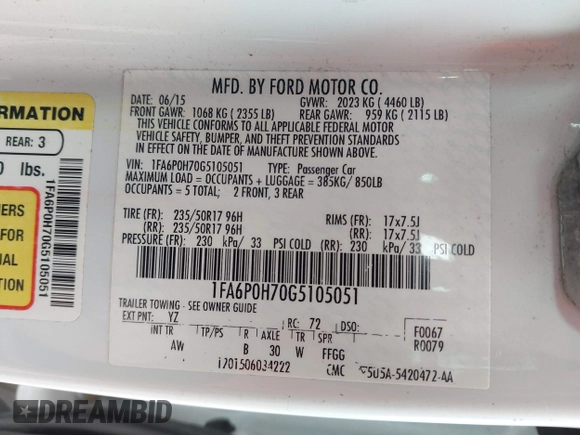 MFD. BY FORD MOTOR CO.
DATE: 06/15 GVWR: 2023 KG ( 4460 LB)
FRONT GAWR: 1068 KG ( 2355 LB) REAR GAWR: 959 KG ( 2115 LB)
THIS VEHICLE CONFORMS TO ALL APPLICABLE FEDERAL MOTOR
VEHICLE SAFETY, BUMPER, AND THEFT PREVENTION STANDARDS
IN EFFECT ON THE DATE OF MANUFACTURE SHOWN ABOVE.
VIN: 1FA6P0H70G5105051 TYPE: Passenger Car
MAXIMUM LOAD = OCCUPANTS + LUGGAGE = 385KG/ 850LB
OCCUPANTS = 5 TOTAL; 2 FRONT, 3 REAR
TIRE (FR): 235/50R17 96H RIMS (FR): 17x7.5J
(RR): 235/50R17 96H (RR): 17x7.5J
PRESSURE (FR): 230 kPa/ 33 PSI COLD (RR): 230 kPa/ 33 PSI COLD
1FA6P0H70G5105051
TRAILER TOWING - SEE OWNER GUIDE
EXT PNT: YZ RC: 72 DSO: F0067
INT TR TP/PS R AXLE TR SPR R0079
AW B 30 W FFGG
1701506034222 CMC 5U5A-5420472-AA
ORMATION
REAR: 3
0 lbs.
1FA6P0H70G5105051
ERS
FOR
AL
ATION
DREAMBID